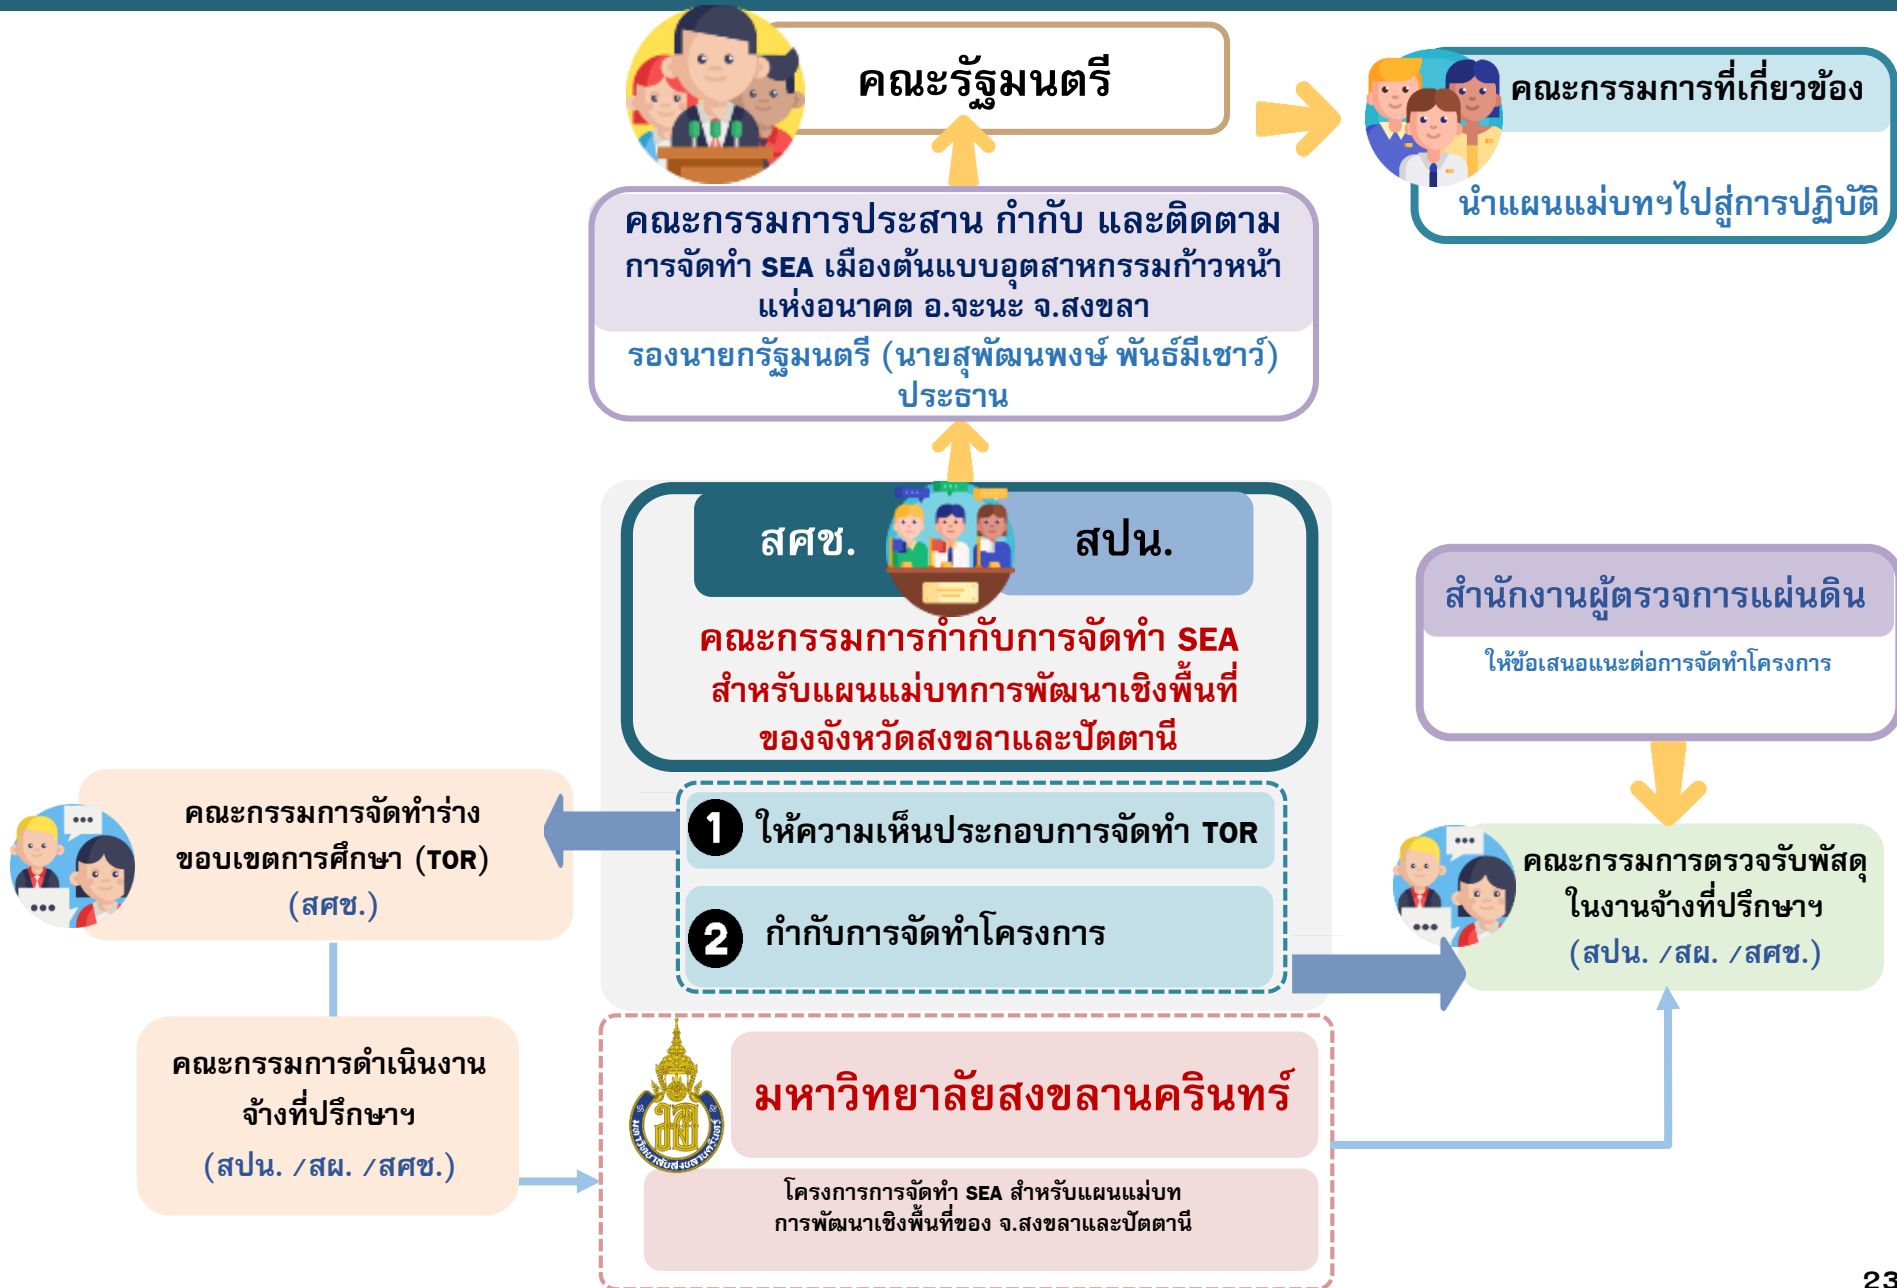 คณะรัฐมนตรี
คณะกรรมการที่เกี่ยวข้อง
นำแผนแม่บทฯไปสู่การปฏิบัติ
คณะกรรมการประสาน กำกับ และติดตาม
การจัดทำ SEA เมืองต้นแบบอุตสาหกรรมก้าวหน้า
แห่งอนาคต อ.จะนะ จ.สงขลา
รองนายกรัฐมนตรี (นายสุพัฒนพงษ์ พันธ์มีเชาว์)
ประธาน
สศช.
สปน.
คณะกรรมการกำกับการจัดทำ SEA
สำหรับแผนแม่บทการพัฒนาเชิงพื้นที่
ของจังหวัดสงขลาและปัตตานี
สำนักงานผู้ตรวจการแผ่นดิน
ให้ข้อเสนอแนะต่อการจัดทำโครงการ
คณะกรรมการจัดทำร่าง
ขอบเขตการศึกษา (TOR)
(สศช.)
1 ให้ความเห็นประกอบการจัดทำ TOR
2 กำกับการจัดทำโครงการ
คณะกรรมการตรวจรับพัสดุ
ในงานจ้างที่ปรึกษาฯ
(สปน. /สผ. /สศช.)
คณะกรรมการดำเนินงาน
จ้างที่ปรึกษาฯ
(สปน. /สผ. /สศช.)
มหาวิทยาลัยสงขลานครินทร์
มหาวิทยาลัยสงขลานครินทร์
โครงการการจัดทำ SEA สำหรับแผนแม่บท
การพัฒนาเชิงพื้นที่ของ จ.สงขลาและปัตตานี
23